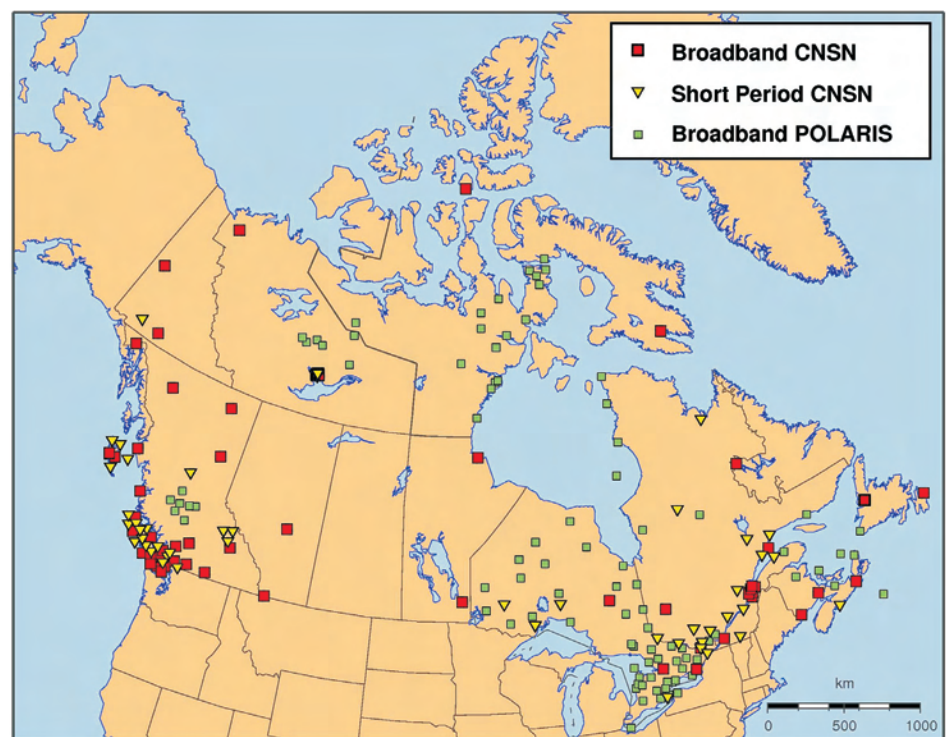 Broadband CNSN
Short Period CNSN
Broadband POLARIS
km
0 500 1000